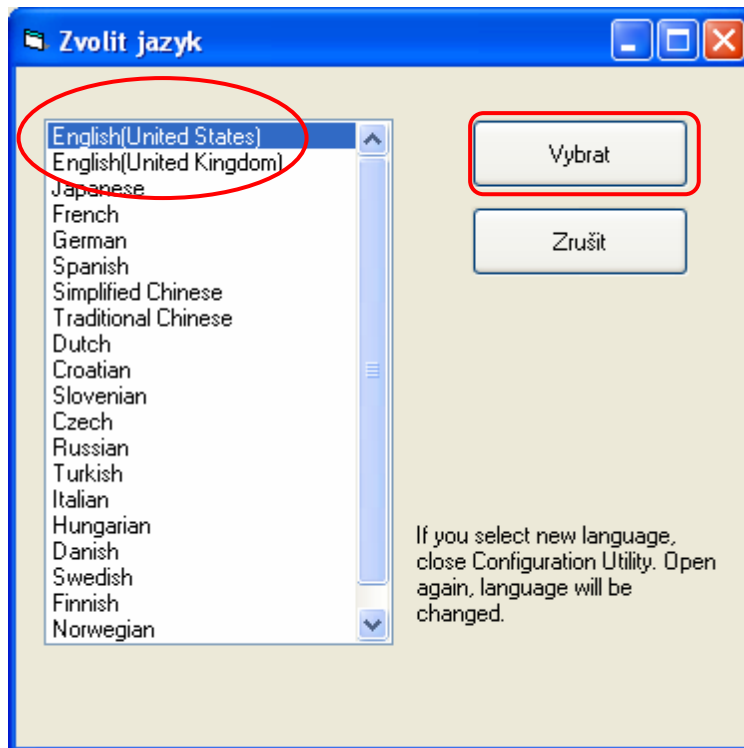 Zvolit jazyk
English(United States)
English(United Kingdom)
Japanese
French
German
Spanish
Simplified Chinese
Traditional Chinese
Dutch
Croatian
Slovenian
Czech
Russian
Turkish
Italian
Hungarian
Danish
Swedish
Finnish
Norwegian
Vybrat
Zrušit
If you select new language,
close Configuration Utility. Open
again, language will be
changed.